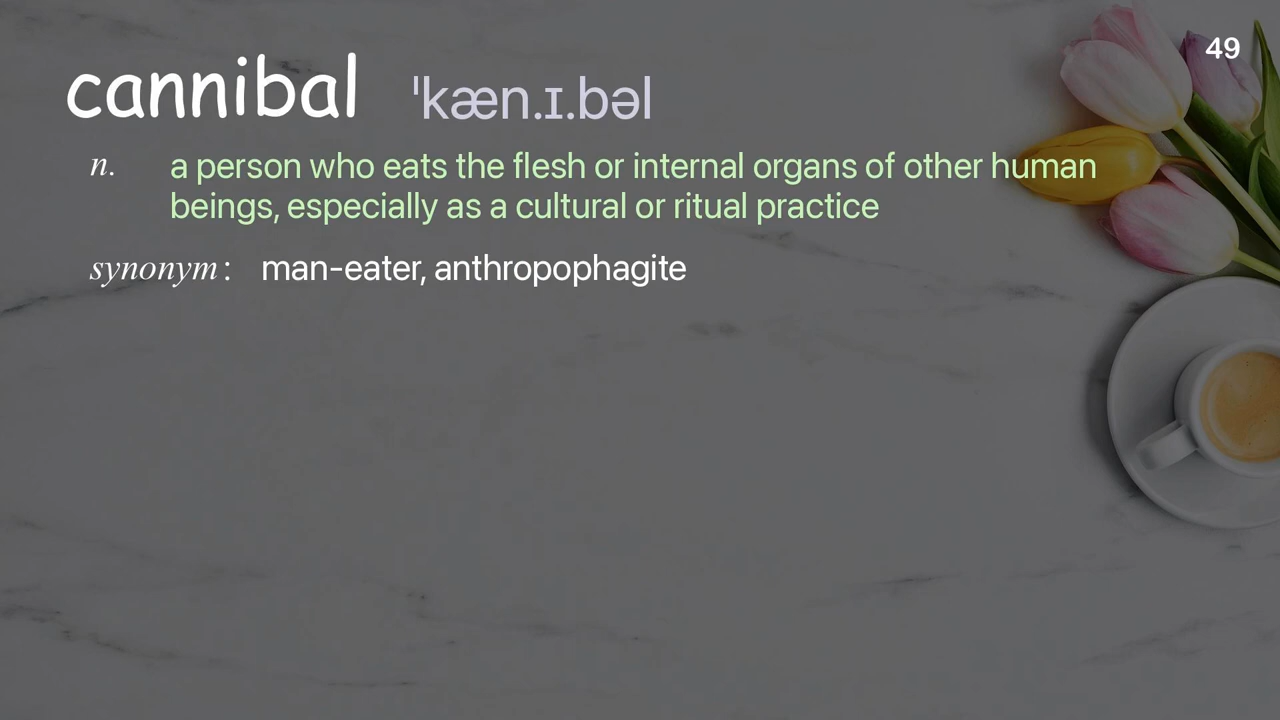 49
cannibal ˈkæn.ɪ.bəl
n. a person who eats the flesh or internal organs of other human
beings, especially as a cultural or ritual practice
synonym : man-eater, anthropophagite